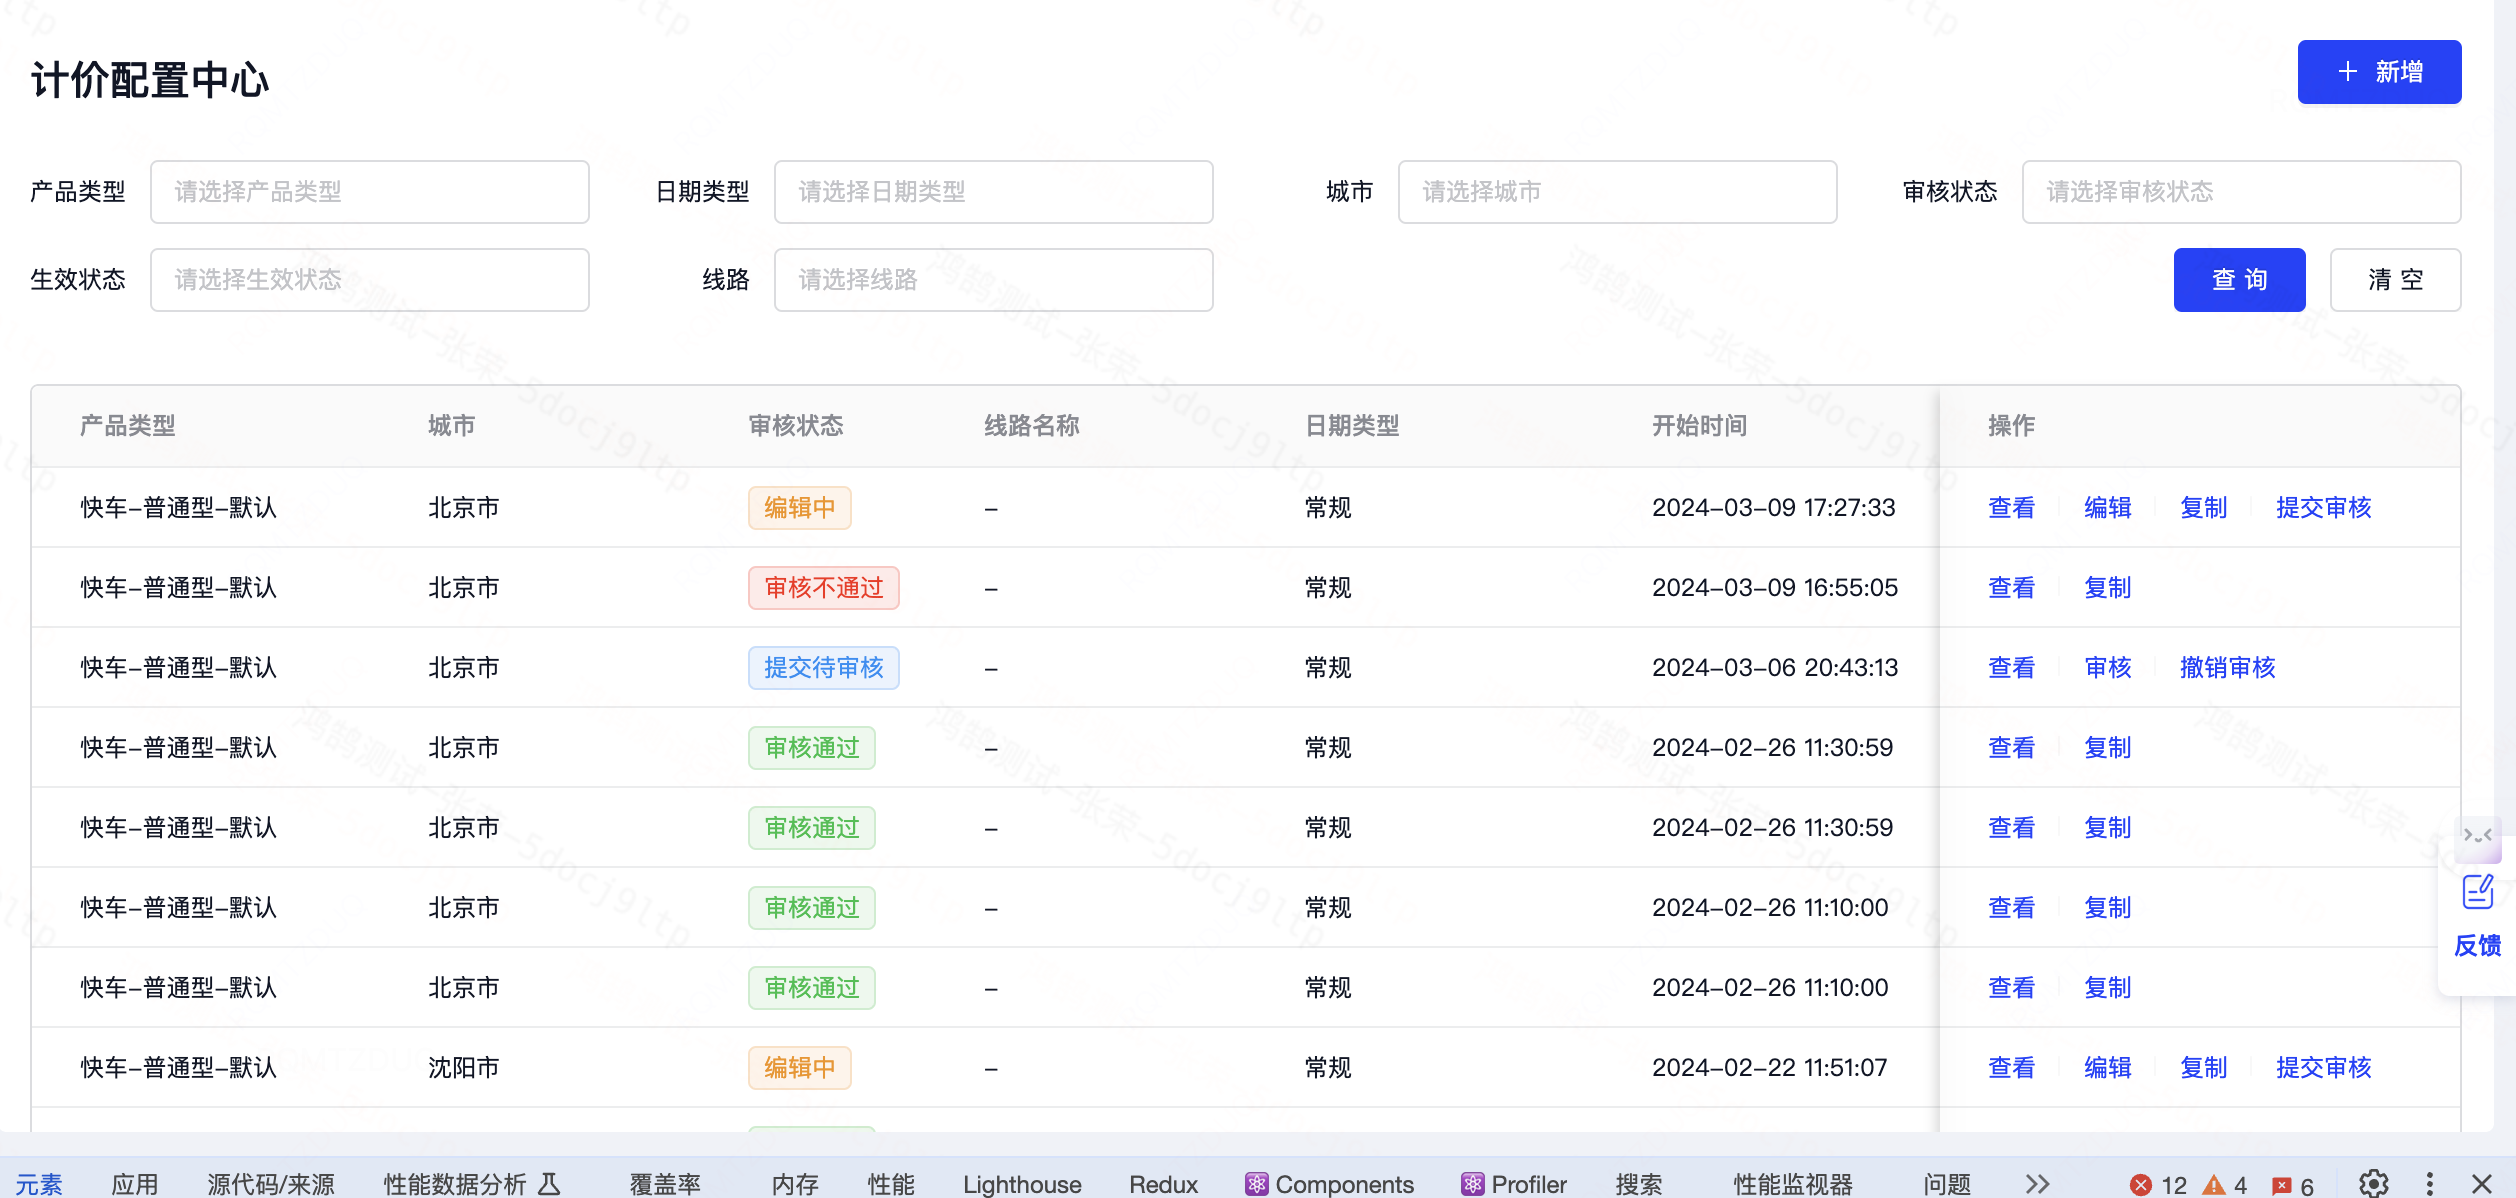 计价配置中心
+ 新增
产品类型 请选择产品类型 日期类型 请选择日期类型 城市 请选择城市 审核状态 请选择审核状态
生效状态 请选择生效状态 线路 请选择线路 查 询 清 空
产品类型 城市 审核状态 线路名称 日期类型 开始时间 操作
快车-普通型-默认 北京市 编辑中 - 常规 2024-03-09 17:27:33 查看 编辑 复制 提交审核
快车-普通型-默认 北京市 审核不通过 - 常规 2024-03-09 16:55:05 查看 复制
快车-普通型-默认 北京市 提交待审核 - 常规 2024-03-06 20:43:13 查看 审核 撤销审核
快车-普通型-默认 北京市 审核通过 - 常规 2024-02-26 11:30:59 查看 复制
快车-普通型-默认 北京市 审核通过 - 常规 2024-02-26 11:30:59 查看 复制
快车-普通型-默认 北京市 审核通过 - 常规 2024-02-26 11:10:00 查看 复制
快车-普通型-默认 北京市 审核通过 - 常规 2024-02-26 11:10:00 查看 复制
快车-普通型-默认 沈阳市 编辑中 - 常规 2024-02-22 11:51:07 查看 编辑 复制 提交审核
反馈
元素 应用 源代码/来源 性能数据分析 覆盖率 内存 性能 Lighthouse Redux Components Profiler 搜索 性能监视器 问题 12 4 6
鸿鹄测试-张荣-5docj9ltp